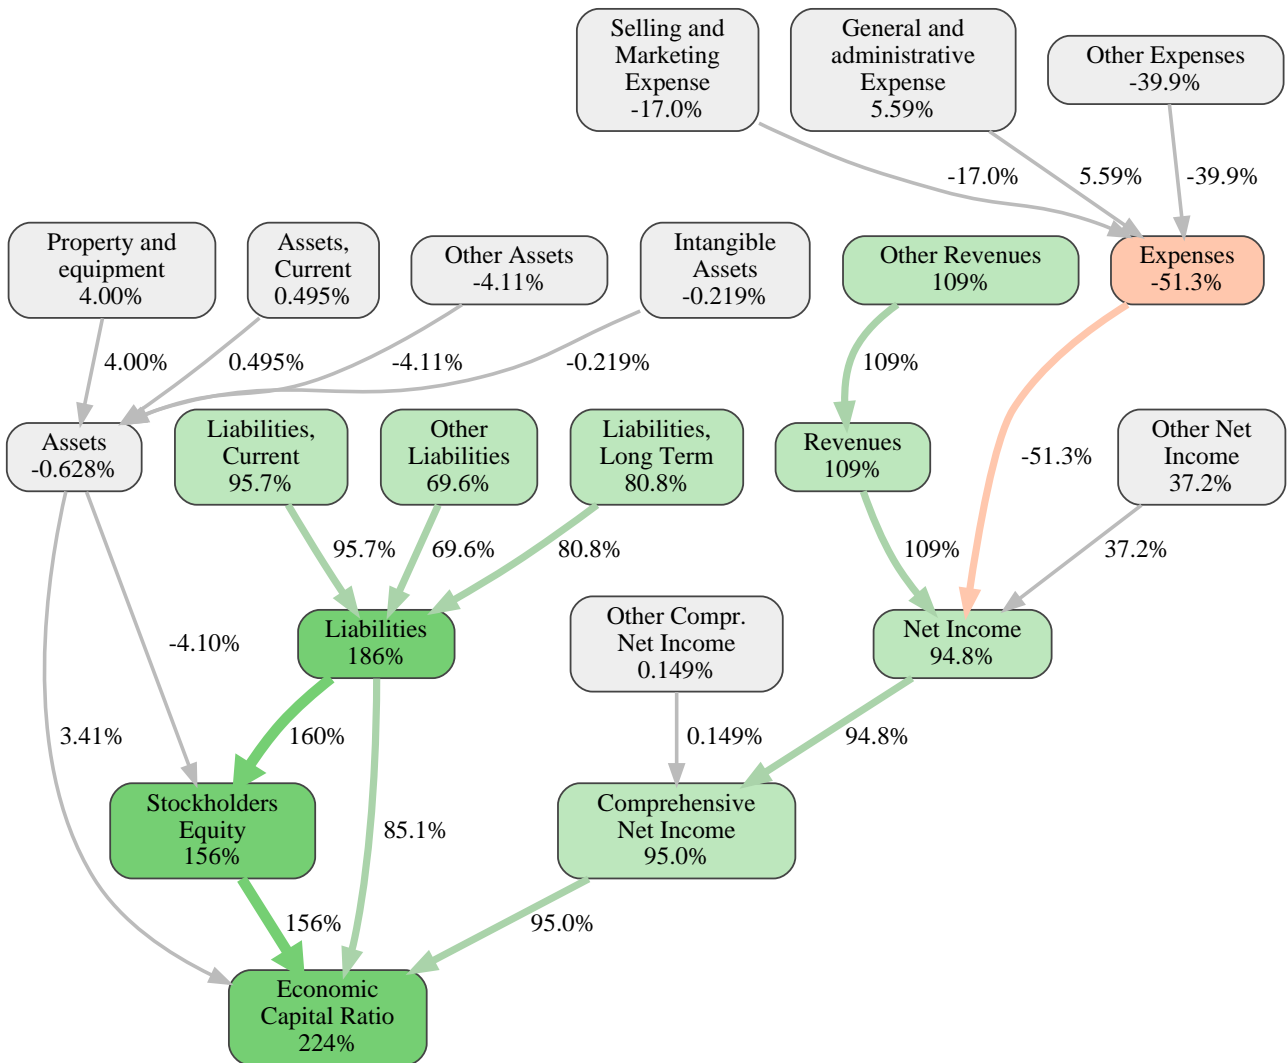 Selling and
Marketing
Expense
-17.0%
General and
administrative
Expense
5.59%
Other Expenses
-39.9%
-17.0%
5.59%
-39.9%
Property and
equipment
4.00%
Assets,
Current
0.495%
Other Assets
-4.11%
Intangible
Assets
-0.219%
Other Revenues
109%
Expenses
-51.3%
4.00%
0.495%
-4.11%
-0.219%
109%
Assets
-0.628%
Liabilities,
Current
95.7%
Other
Liabilities
69.6%
Liabilities,
Long Term
80.8%
Revenues
109%
-51.3%
Other Net
Income
37.2%
95.7%
69.6%
80.8%
109%
37.2%
Liabilities
186%
Other Compr.
Net Income
0.149%
Net Income
94.8%
-4.10%
3.41%
160%
0.149%
94.8%
Stockholders
Equity
156%
85.1%
Comprehensive
Net Income
95.0%
156%
95.0%
Economic
Capital Ratio
224%